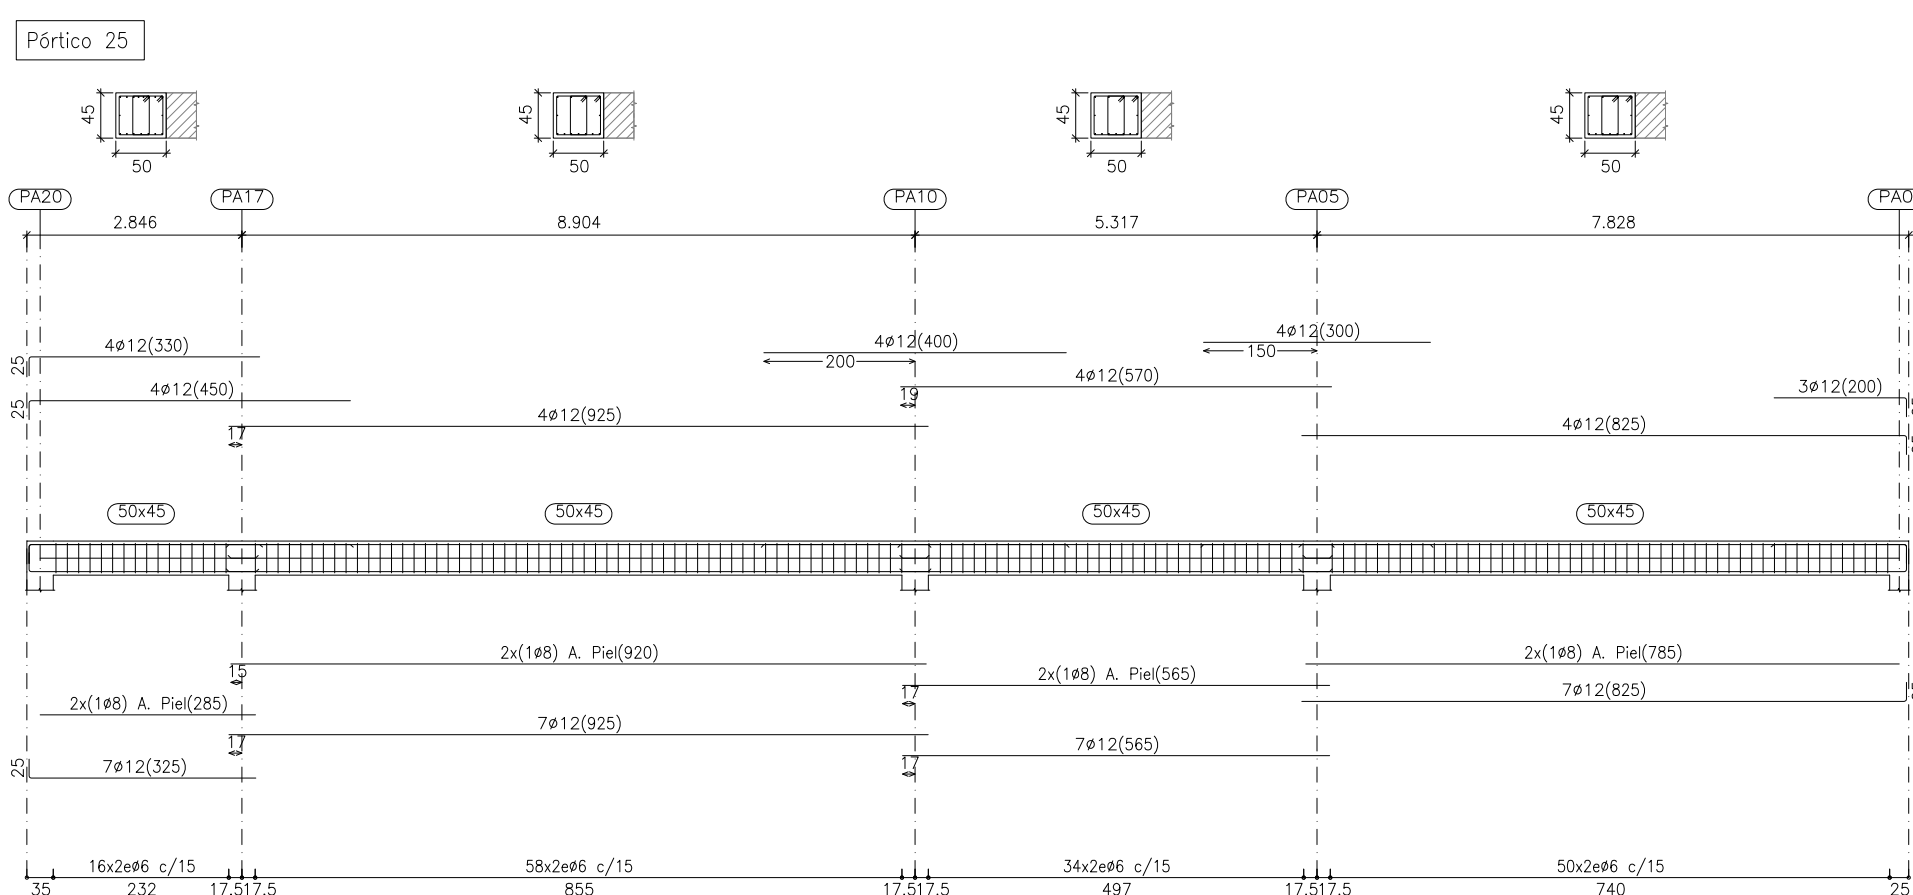 Pórtico 25
45
45
45
45
50
50
50
50
PA20
PA17
PA10
PA05
2.846
8.904
5.317
7.828
4ø12(300)
150
4ø12(400)
200
4ø12(330)
25
4ø12(570)
19
3ø12(200)
4ø12(450)
25
4ø12(925)
17
4ø12(825)
50x45
50x45
50x45
50x45
2x(1ø8) A. Piel(920)
15
2x(1ø8) A. Piel(785)
2x(1ø8) A. Piel(565)
17
2x(1ø8) A. Piel(285)
7ø12(825)
7ø12(925)
17
7ø12(565)
17
7ø12(325)
25
16x2eø6 c/15
58x2eø6 c/15
34x2eø6 c/15
50x2eø6 c/15
35
232
17.5
17.5
855
17.5
17.5
497
17.5
17.5
740
25